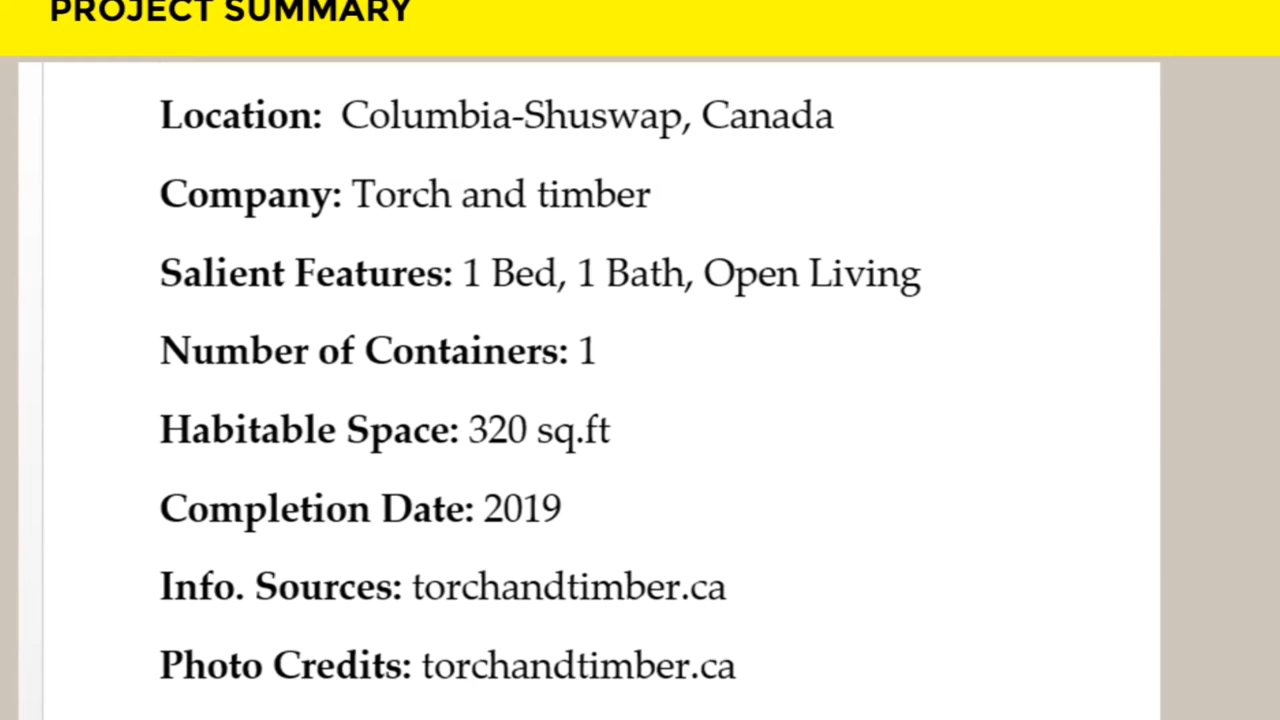 PROJECT SUMMARY
Location: Columbia-Shuswap, Canada
Company: Torch and timber
Salient Features: 1 Bed, 1 Bath, Open Living
Number of Containers: 1
Habitable Space: 320 sq.ft
Completion Date: 2019
Info. Sources: torchandtimber.ca
Photo Credits: torchandtimber.ca